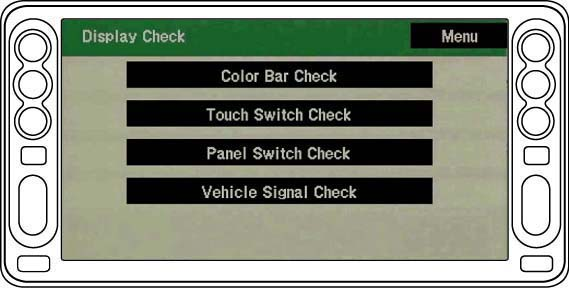 Display Check
Menu
Color Bar Check
Touch Switch Check
Panel Switch Check
Vehicle Signal Check